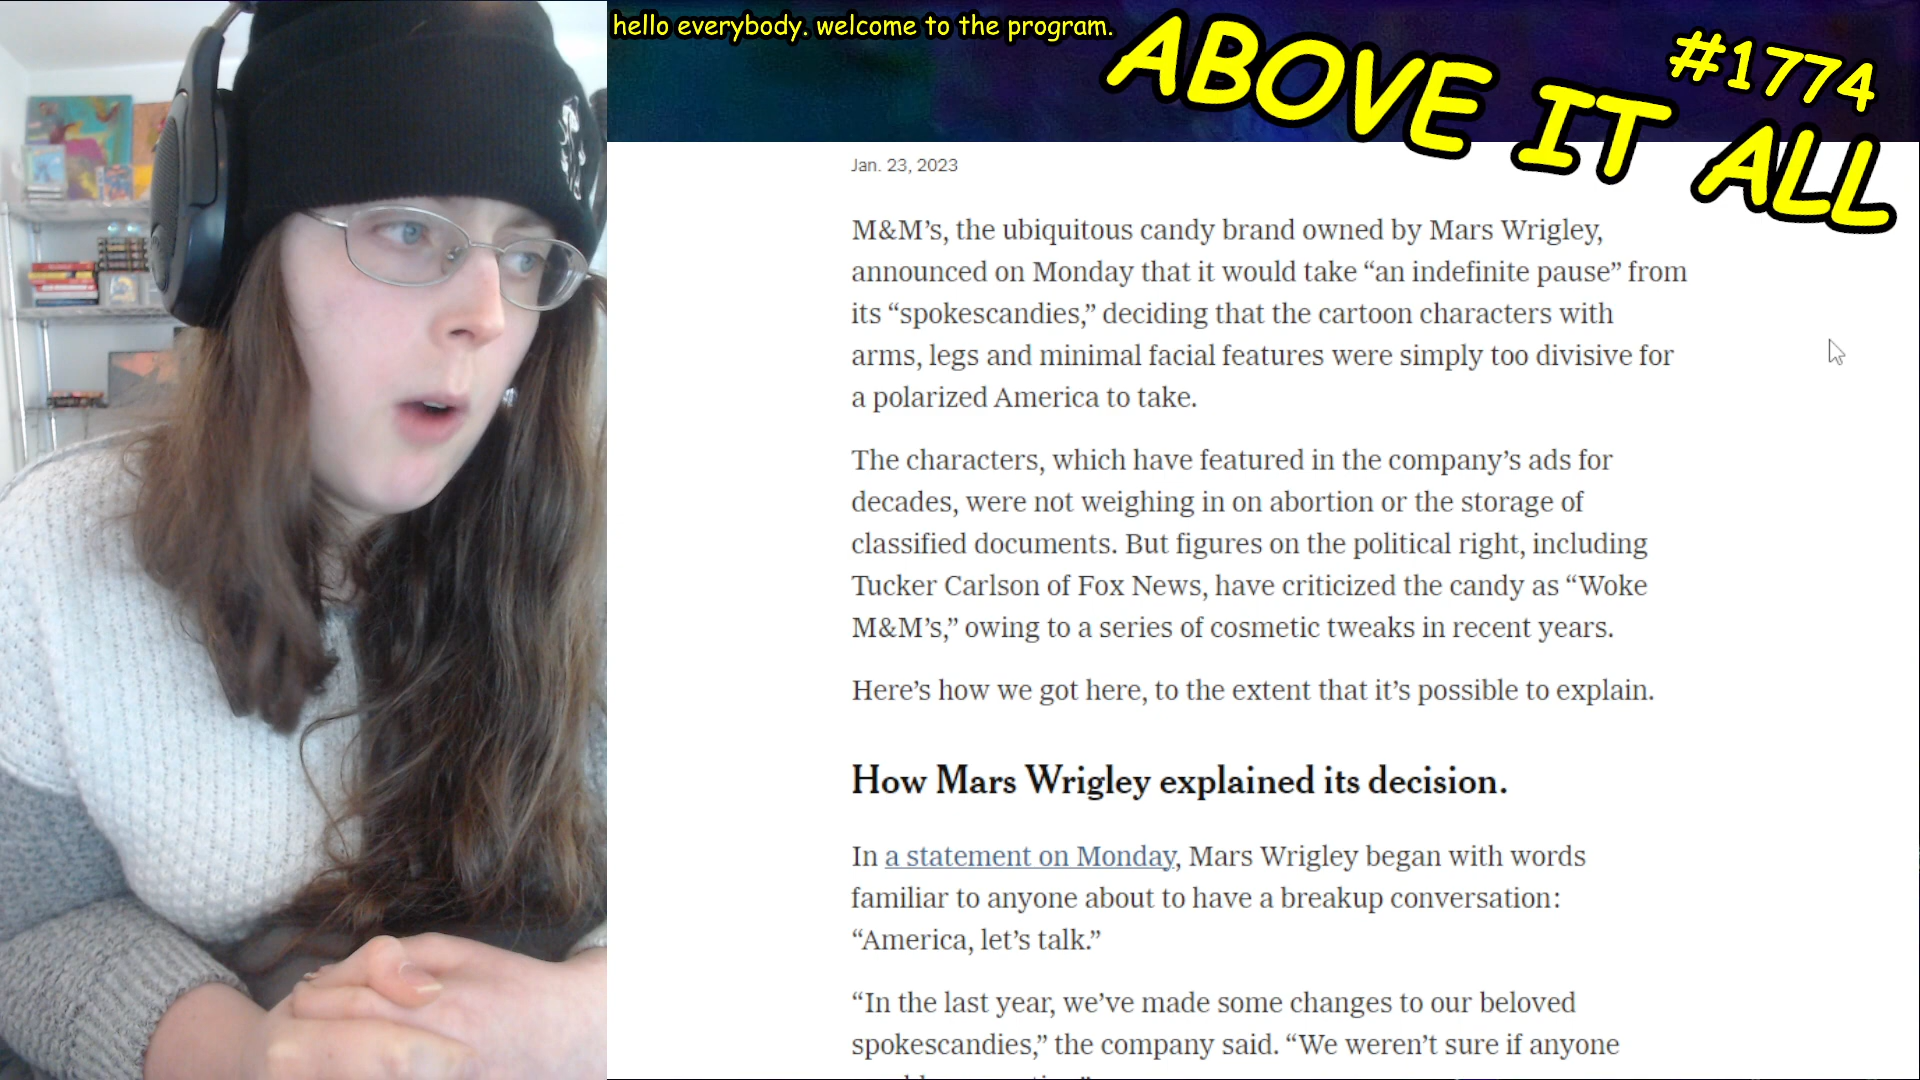 hello everybody. welcome to the program.
ABOVE IT ALL
#1774
Jan. 23, 2023
M&M’s, the ubiquitous candy brand owned by Mars Wrigley,
announced on Monday that it would take “an indefinite pause” from
its “spokescandies,” deciding that the cartoon characters with
arms, legs and minimal facial features were simply too divisive for
a polarized America to take.
The characters, which have featured in the company’s ads for
decades, were not weighing in on abortion or the storage of
classified documents. But figures on the political right, including
Tucker Carlson of Fox News, have criticized the candy as “Woke
M&M’s,” owing to a series of cosmetic tweaks in recent years.
Here’s how we got here, to the extent that it’s possible to explain.
How Mars Wrigley explained its decision.
In a statement on Monday, Mars Wrigley began with words
familiar to anyone about to have a breakup conversation:
“America, let’s talk.”
“In the last year, we’ve made some changes to our beloved
spokescandies,” the company said. “We weren’t sure if anyone